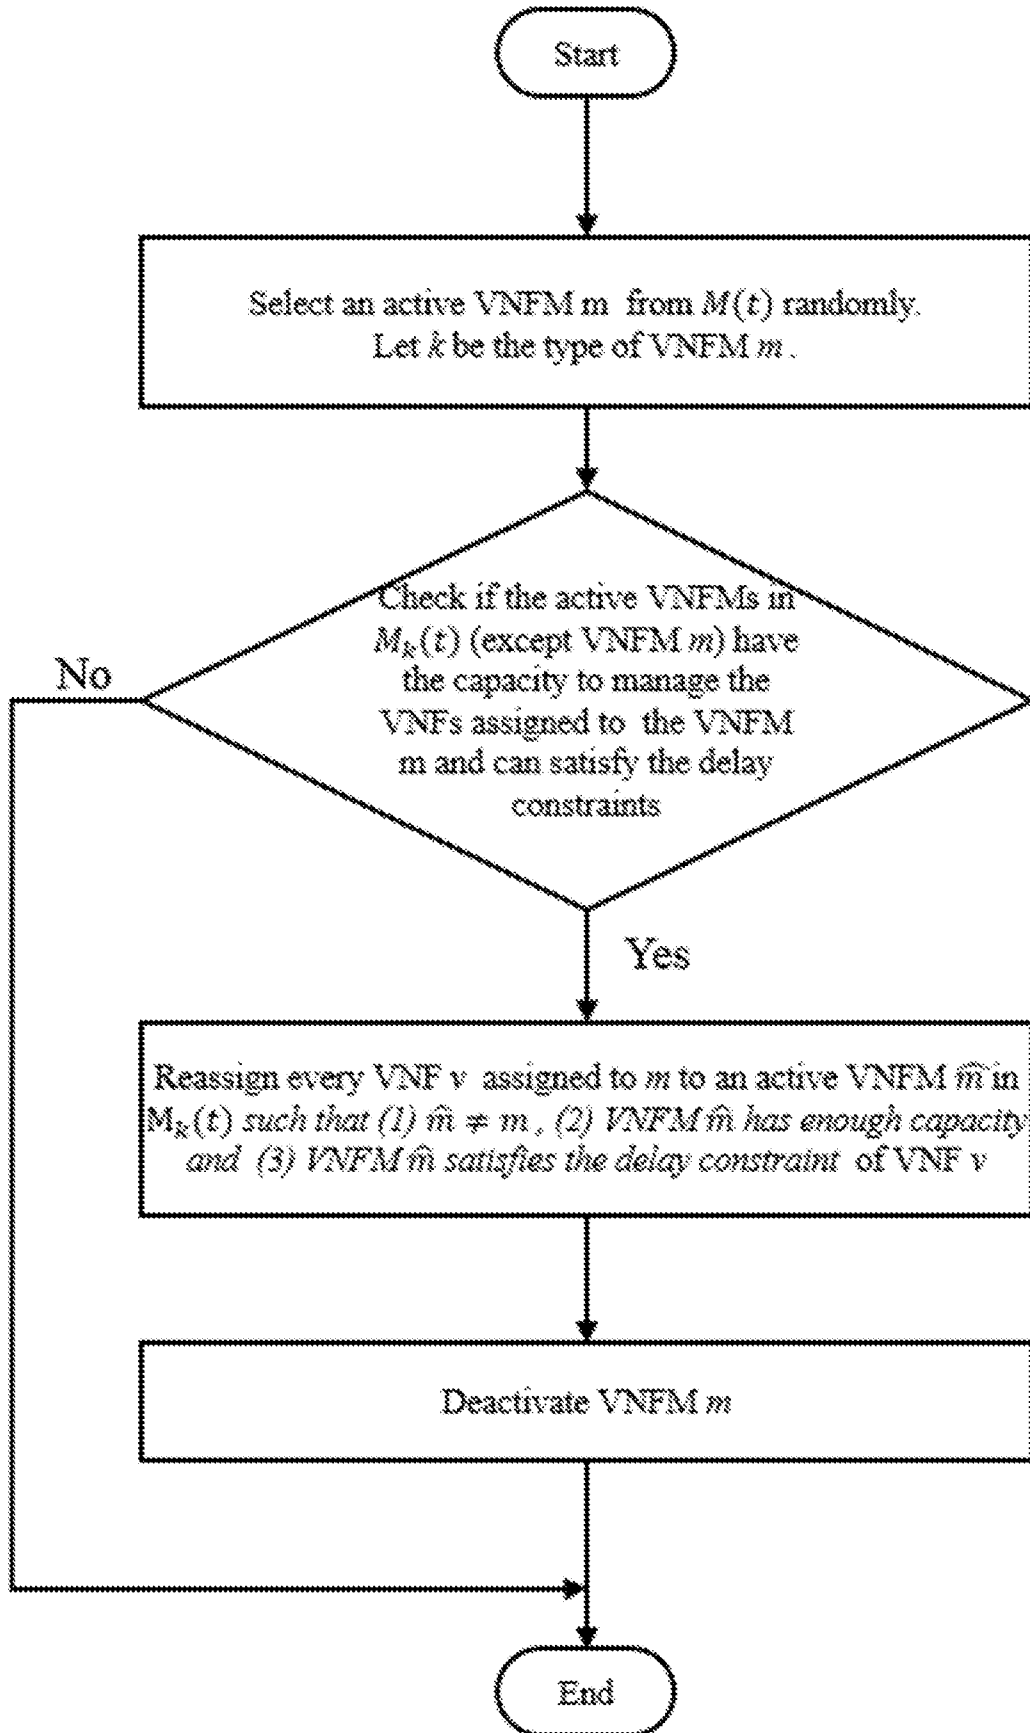 Start
Select an active VNFM m from M(t) randomly.
Let k be the type of VNFM m .
Check if the active VNFMs in
Mₖ(t) (except VNFM m) have
the capacity to manage the
VNFs assigned to the VNFM
m and can satisfy the delay
constraints
No
Yes
Reassign every VNF v assigned to m to an active VNFM m̂ in
Mₖ(t) such that (1) m̂ ≠ m , (2) VNFM m̂ has enough capacity
and (3) VNFM m̂ satisfies the delay constraint of VNF v
Deactivate VNFM m
End